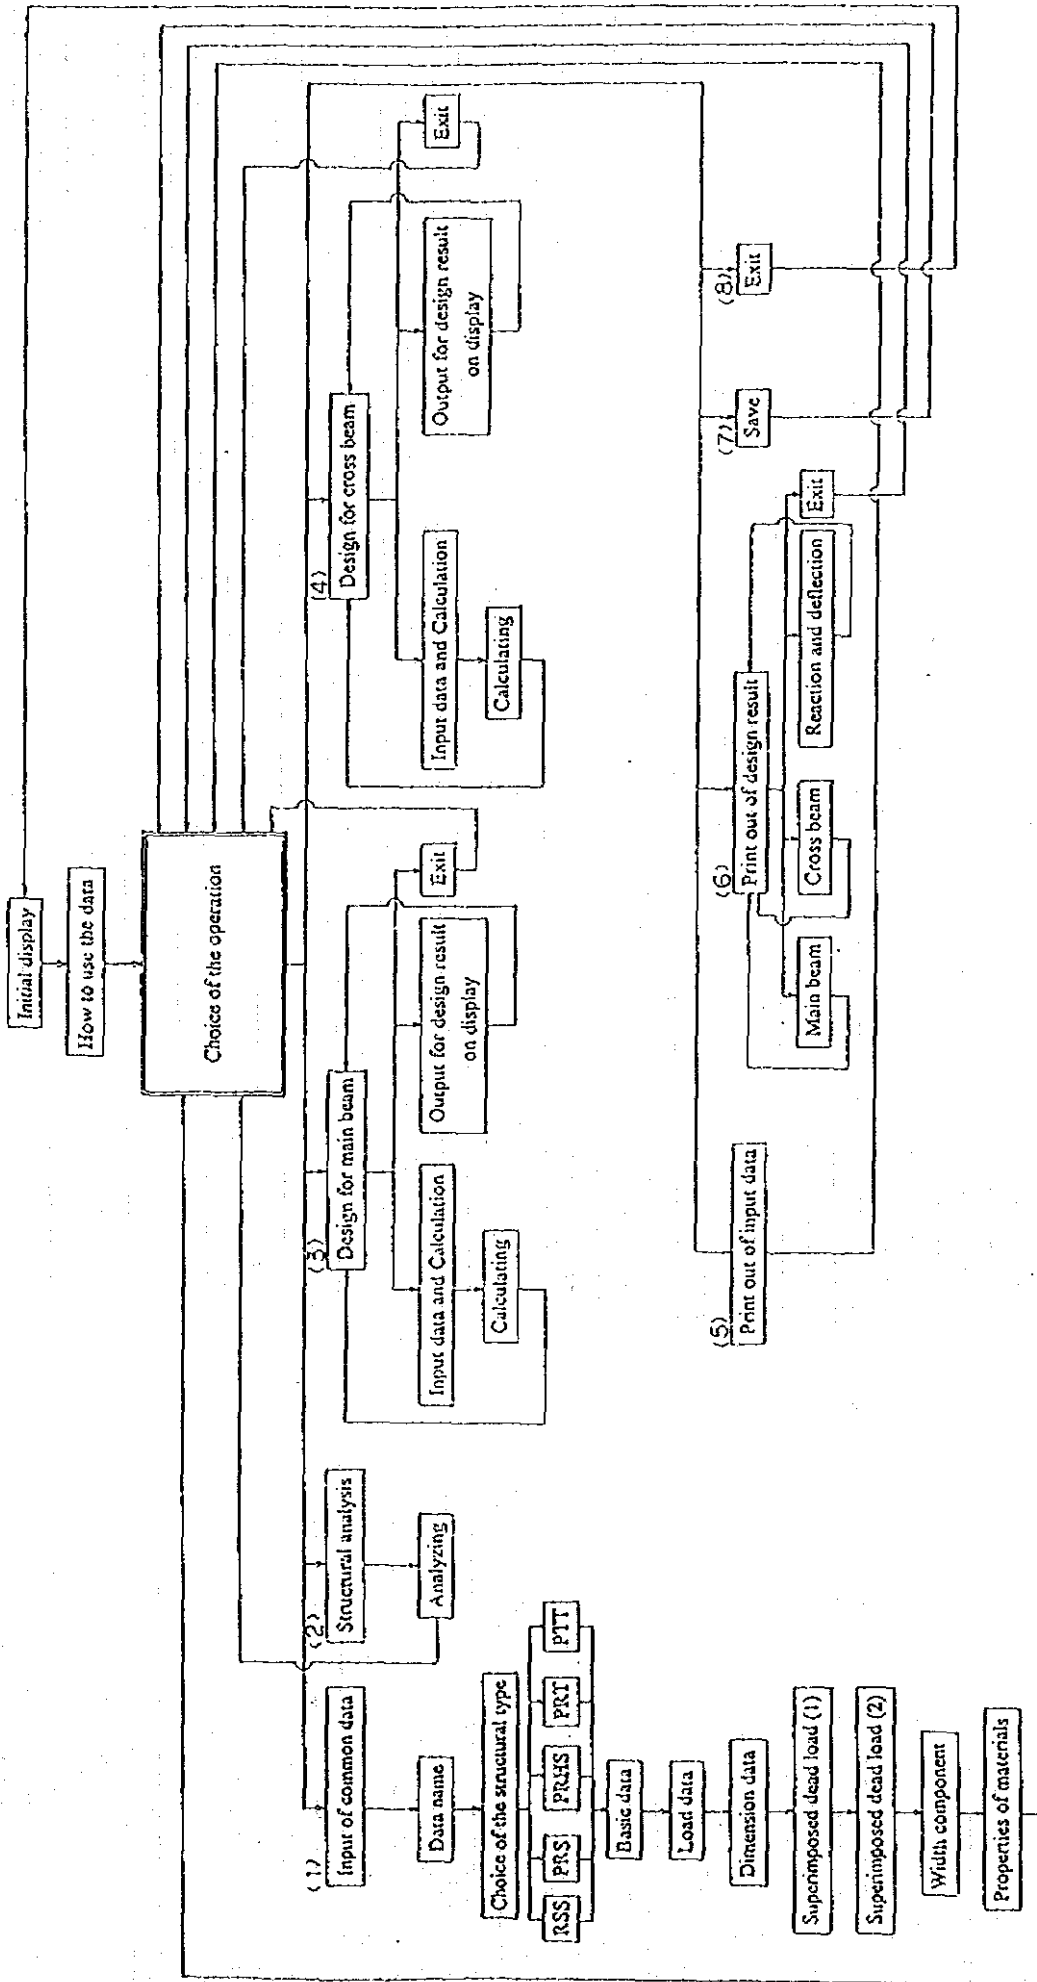 Initial display
How to use the data
Choice of the operation
(1)
Input of common data
Data name
Choice of the structural type
RSS
PRS
PRHS
PRT
PTT
Basic data
Load data
Dimension data
Superimposed dead load (1)
Superimposed dead load (2)
Width component
Properties of materials
(2)
Structural analysis
Analyzing
(3)
Design for main beam
Input data and Calculation
Calculating
Output for design result
on display
Exit
(4)
Design for cross beam
Input data and Calculation
Calculating
Output for design result
on display
Exit
(5)
Print out of input data
(6)
Print out of design result
Main beam
Cross beam
Reaction and deflection
Exit
(7)
Save
(8)
Exit